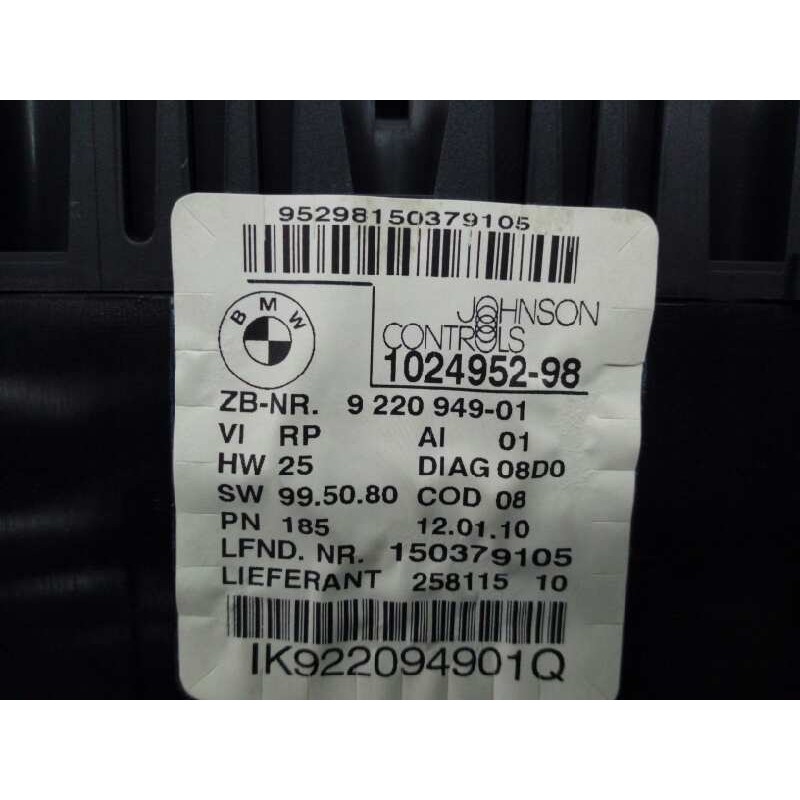 95298150379105
BMW
JOHNSON
CONTROLS
1024952-98
ZB-NR. 9 220 949-01
VI RP AI 01
HW 25 DIAG 08D0
SW 99.50.80 COD 08
PN 185 12.01.10
LFND. NR. 150379105
LIEFERANT 258115 10
IK922094901Q